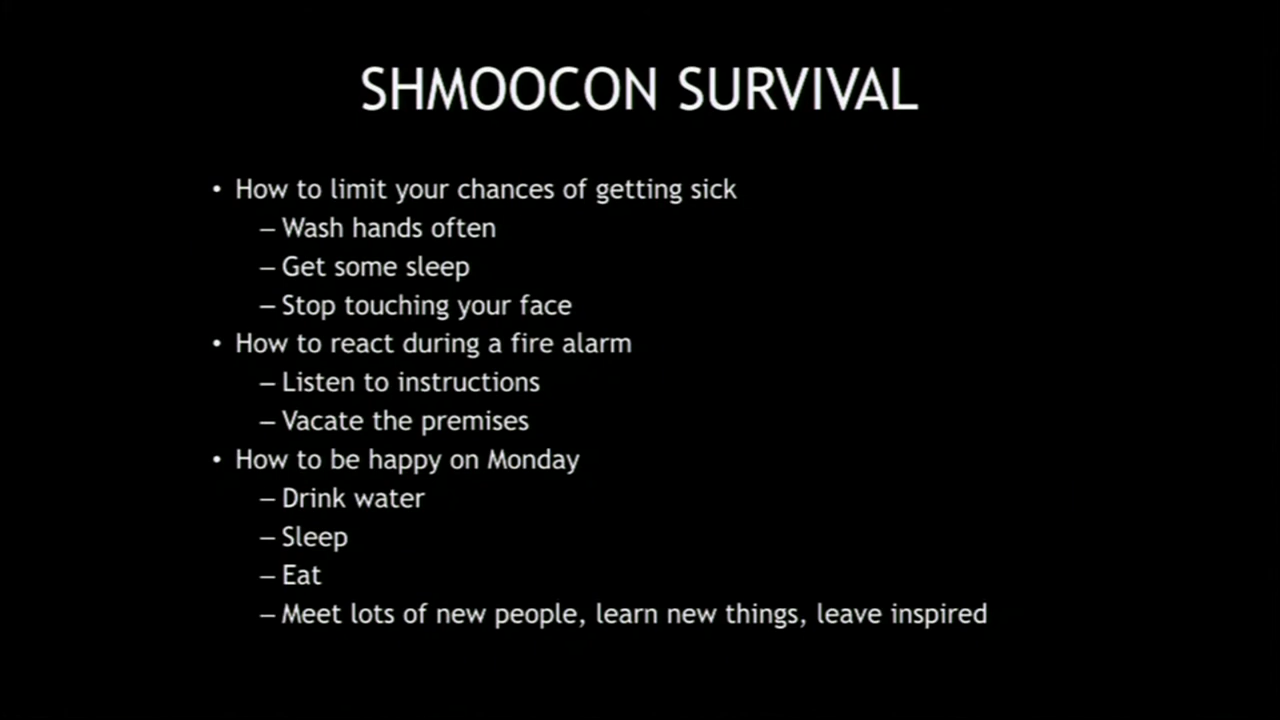 SHMOOCON SURVIVAL
• How to limit your chances of getting sick
– Wash hands often
– Get some sleep
– Stop touching your face
• How to react during a fire alarm
– Listen to instructions
– Vacate the premises
• How to be happy on Monday
– Drink water
– Sleep
– Eat
– Meet lots of new people, learn new things, leave inspired